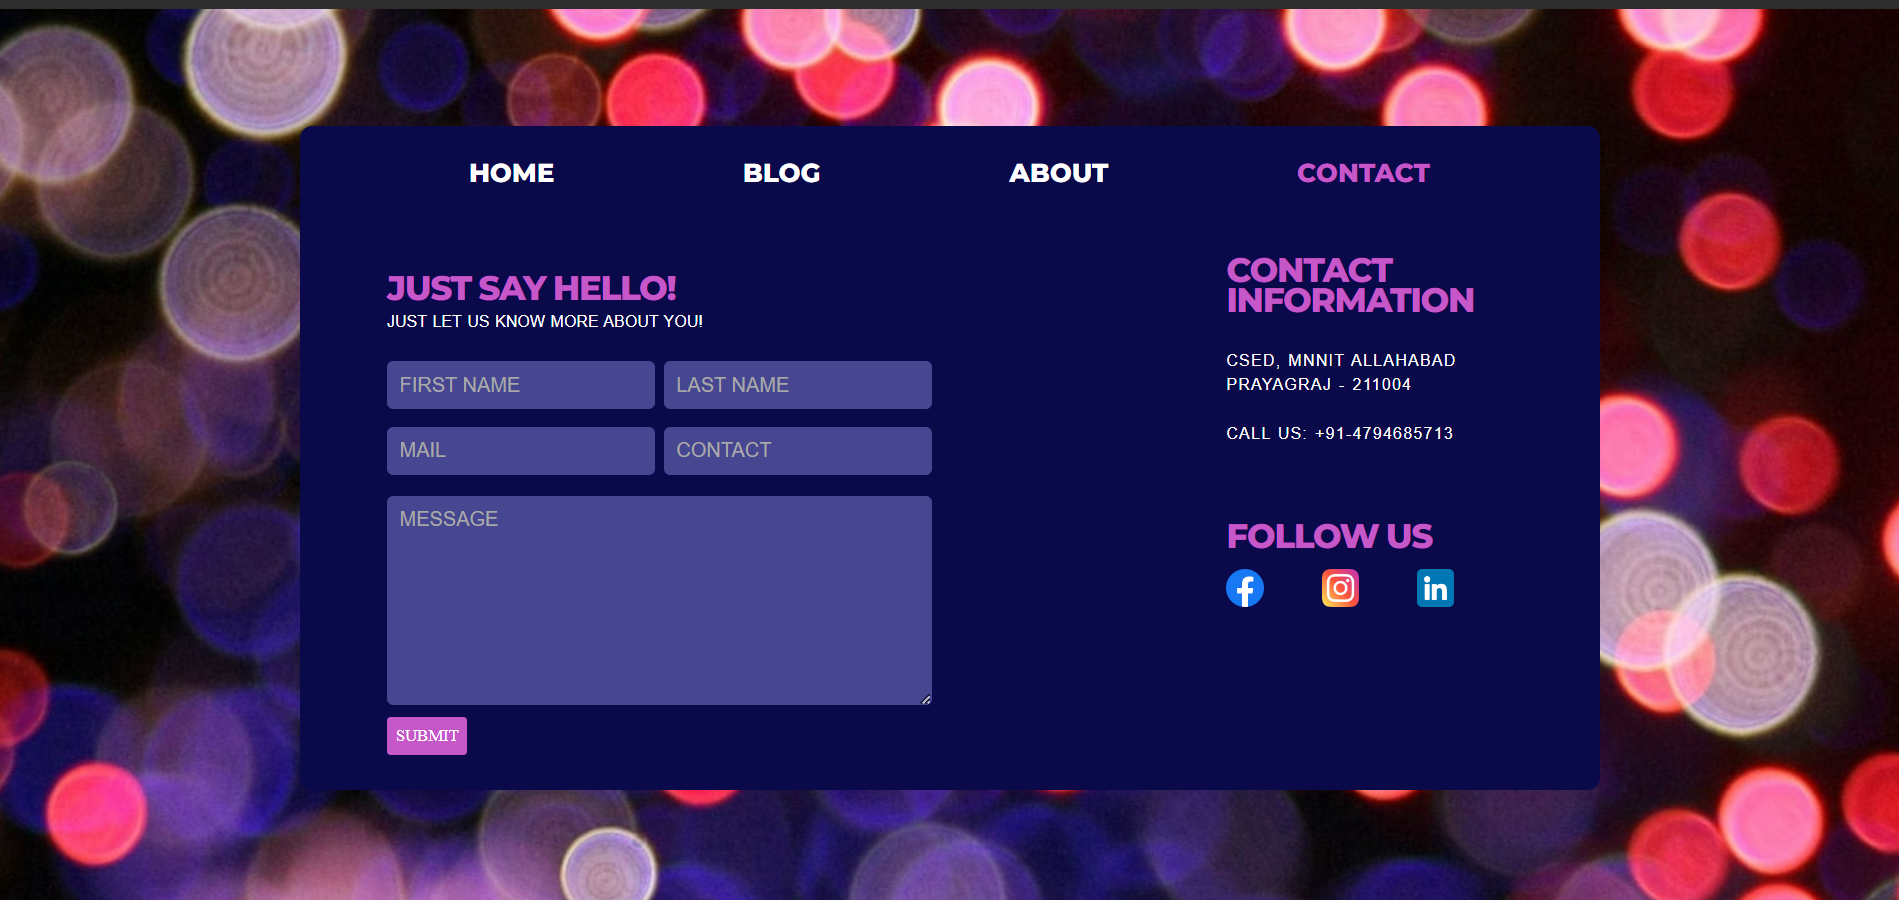 HOME
BLOG
ABOUT
CONTACT
JUST SAY HELLO!
JUST LET US KNOW MORE ABOUT YOU!
FIRST NAME
LAST NAME
MAIL
CONTACT
MESSAGE
SUBMIT
CONTACT
INFORMATION
CSED, MNNIT ALLAHABAD
PRAYAGRAJ - 211004
CALL US: +91-4794685713
FOLLOW US